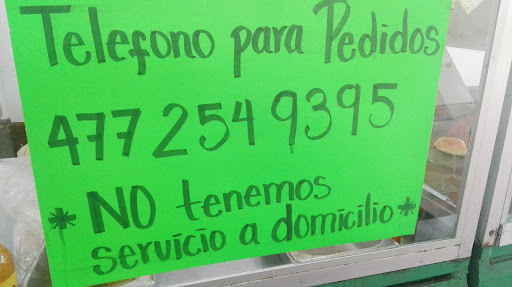 Telefono para Pedidos
477 254 9395
* NO tenemos
servicio a domicilio *